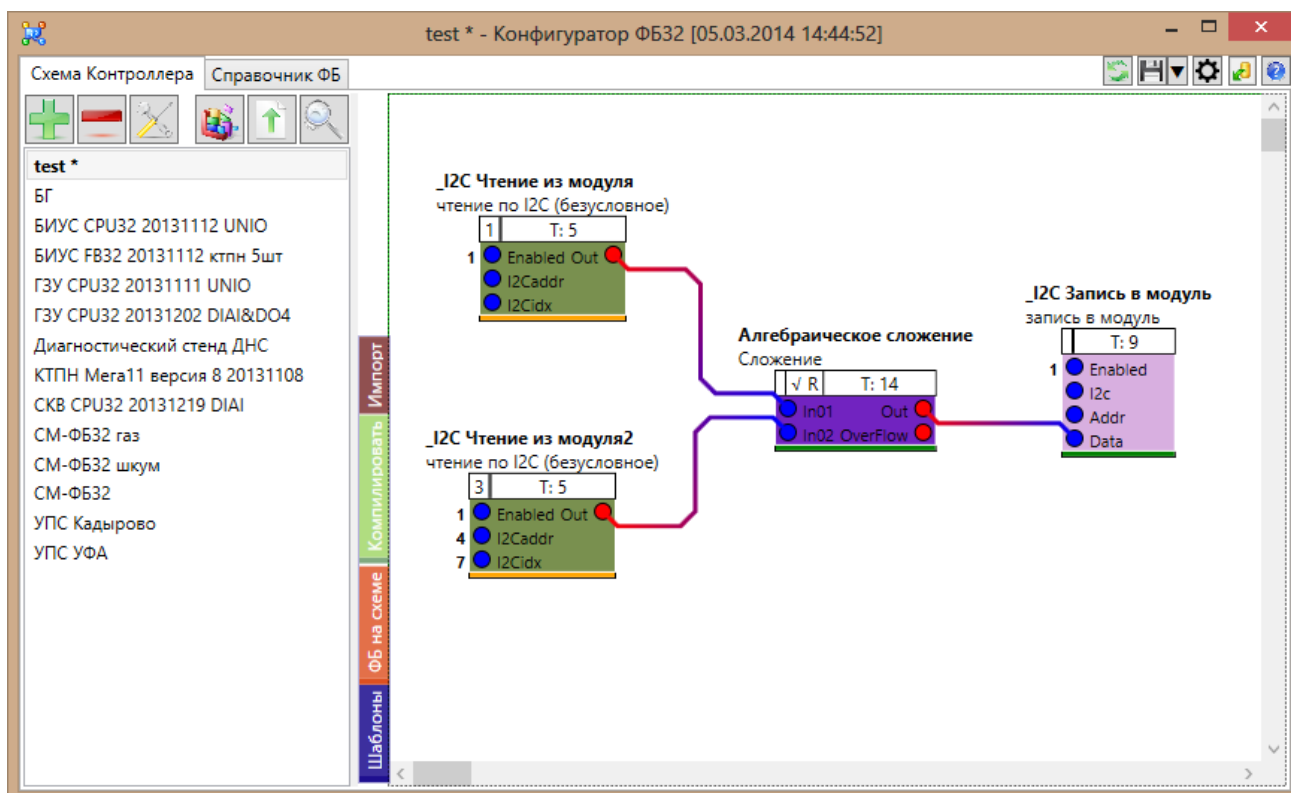 test * - Конфигуратор ФБ32 [05.03.2014 14:44:52]
Схема Контроллера
Справочник ФБ
test *
БГ
БИУС CPU32 20131112 UNIO
БИУС FB32 20131112 ктпн 5шт
ГЗУ CPU32 20131111 UNIO
ГЗУ CPU32 20131202 DIAI&DO4
Диагностический стенд ДНС
КТПН Мега11 версия 8 20131108
СКВ CPU32 20131219 DIAI
СМ-ФБ32 газ
СМ-ФБ32 шкум
СМ-ФБ32
УПС Кадырово
УПС УФА
Импорт
Компилировать
ФБ на схеме
Шаблоны
_I2C Чтение из модуля
чтение по I2C (безусловное)
1 T: 5
1 Enabled Out
I2Caddr
I2Cidx
_I2C Чтение из модуля2
чтение по I2C (безусловное)
3 T: 5
1 Enabled Out
4 I2Caddr
7 I2Cidx
Алгебраическое сложение
Сложение
√ R T: 14
In01 Out
In02 OverFlow
_I2C Запись в модуль
запись в модуль
T: 9
1 Enabled
I2c
Addr
Data